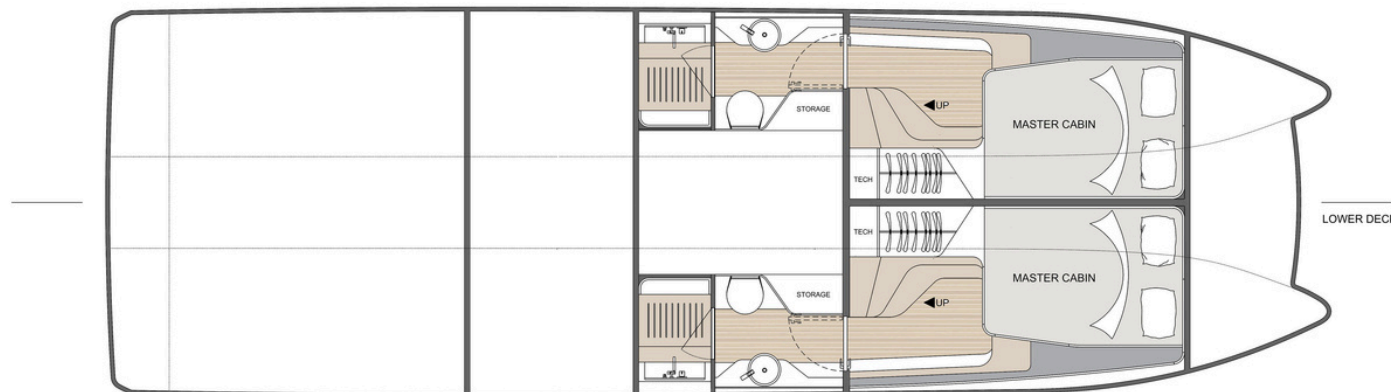 STORAGE
UP
MASTER CABIN
TECH
LOWER DECK
TECH
MASTER CABIN
STORAGE
UP